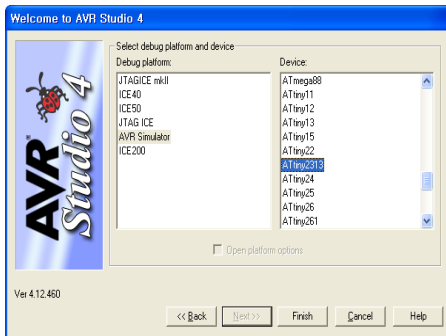 Welcome to AVR Studio 4
Select debug platform and device
Debug platform:
JTAGICE mkII
ICE40
ICE50
JTAG ICE
AVR Simulator
ICE200
Device:
ATmega88
ATtiny11
ATtiny12
ATtiny13
ATtiny15
ATtiny22
ATtiny2313
ATtiny24
ATtiny25
ATtiny26
ATtiny261
Open platform options
AVR
Studio 4
Ver 4.12.460
<< Back
Next >>
Finish
Cancel
Help